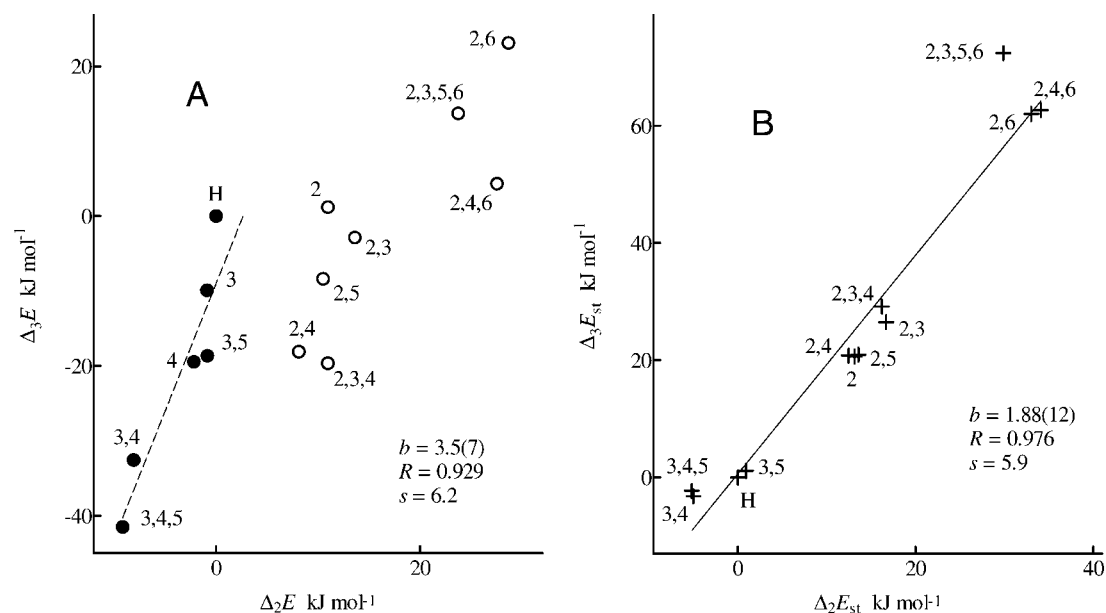 A
20
0
-20
-40
Δ₃E kJ mol⁻¹
2,6
2,3,5,6
H
2
2,4,6
2,3
3
2,5
2,4
3,5
4
2,3,4
3,4
3,4,5
b = 3.5(7)
R = 0.929
s = 6.2
0
20
Δ₂E kJ mol⁻¹
B
60
40
20
0
Δ₃Eₛₜ kJ mol⁻¹
2,3,5,6
2,4,6
2,6
2,3,4
2,3
2,4
2,5
2
b = 1.88(12)
R = 0.976
s = 5.9
3,4,5
3,5
H
3,4
0
20
40
Δ₂Eₛₜ kJ mol⁻¹